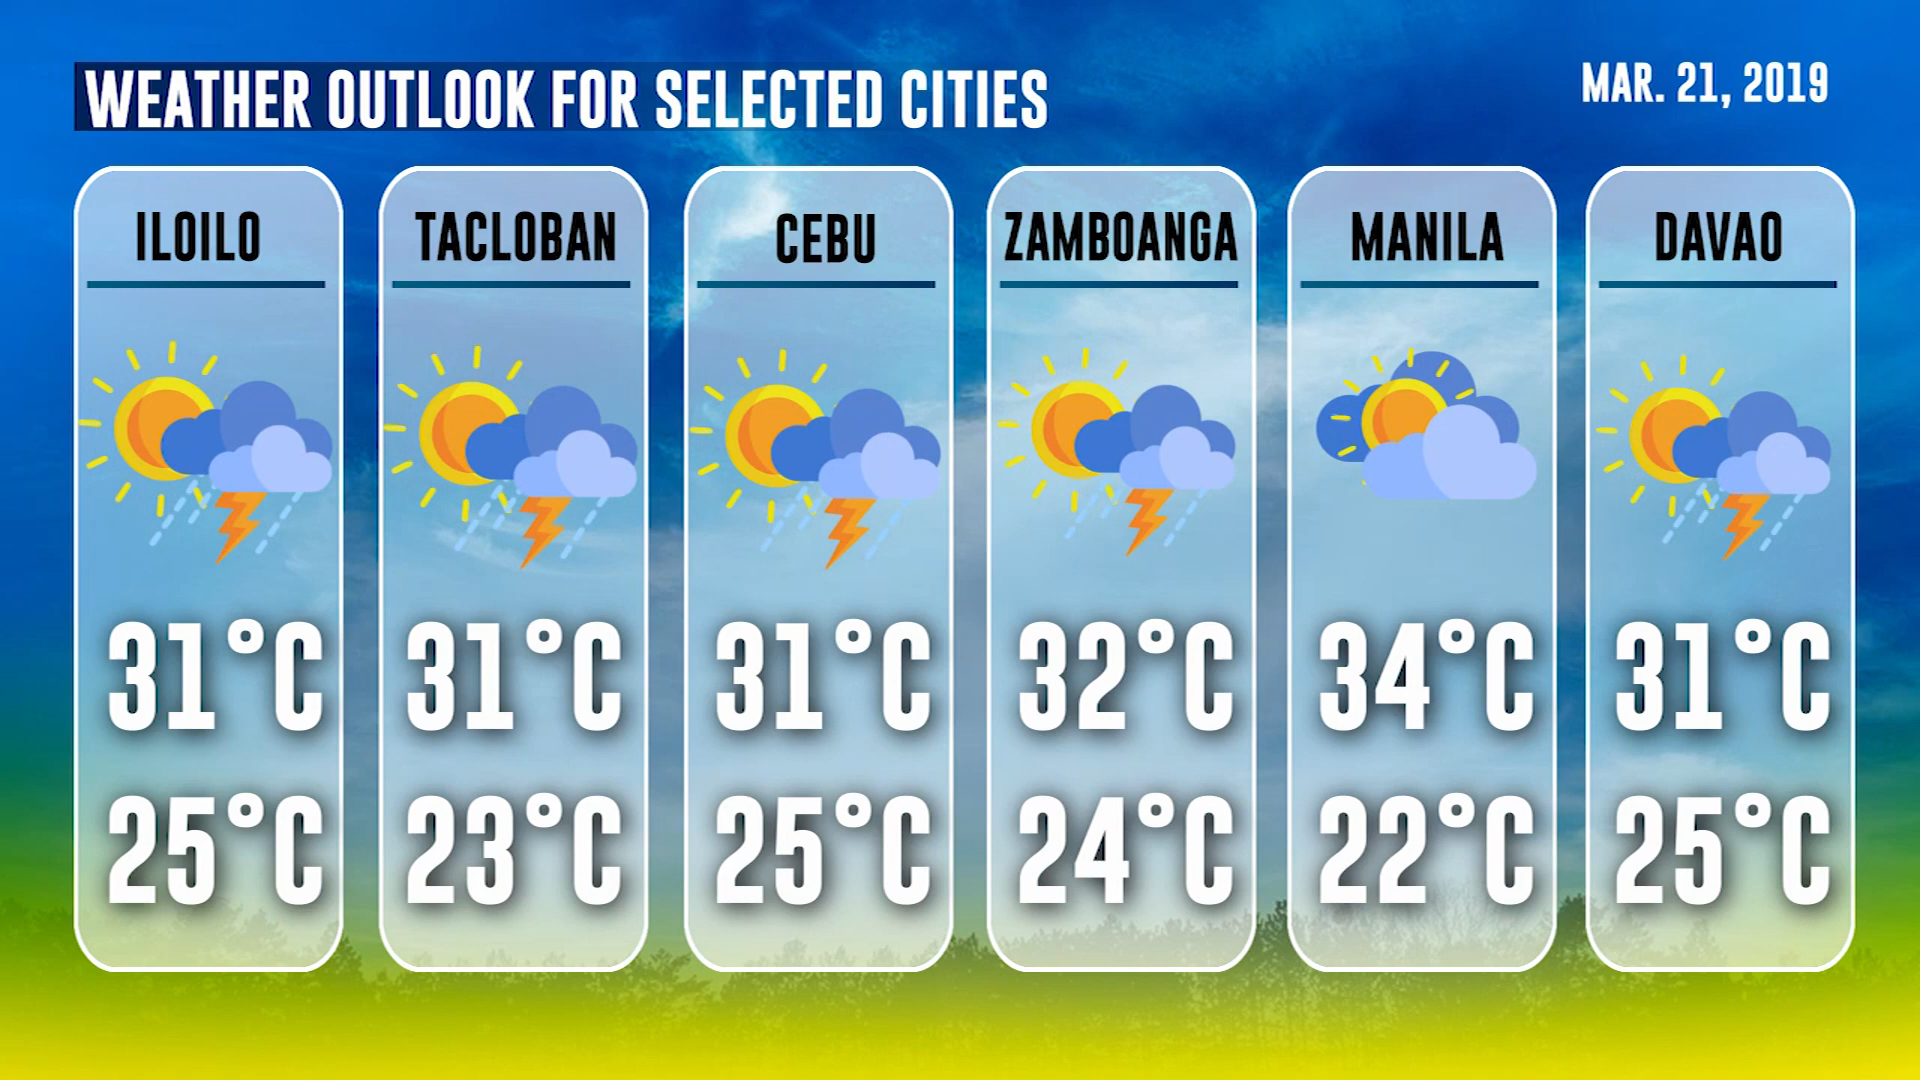 WEATHER OUTLOOK FOR SELECTED CITIES
MAR. 21, 2019
ILOILO
31°C
25°C
TACLOBAN
31°C
23°C
CEBU
31°C
25°C
ZAMBOANGA
32°C
24°C
MANILA
34°C
22°C
DAVAO
31°C
25°C